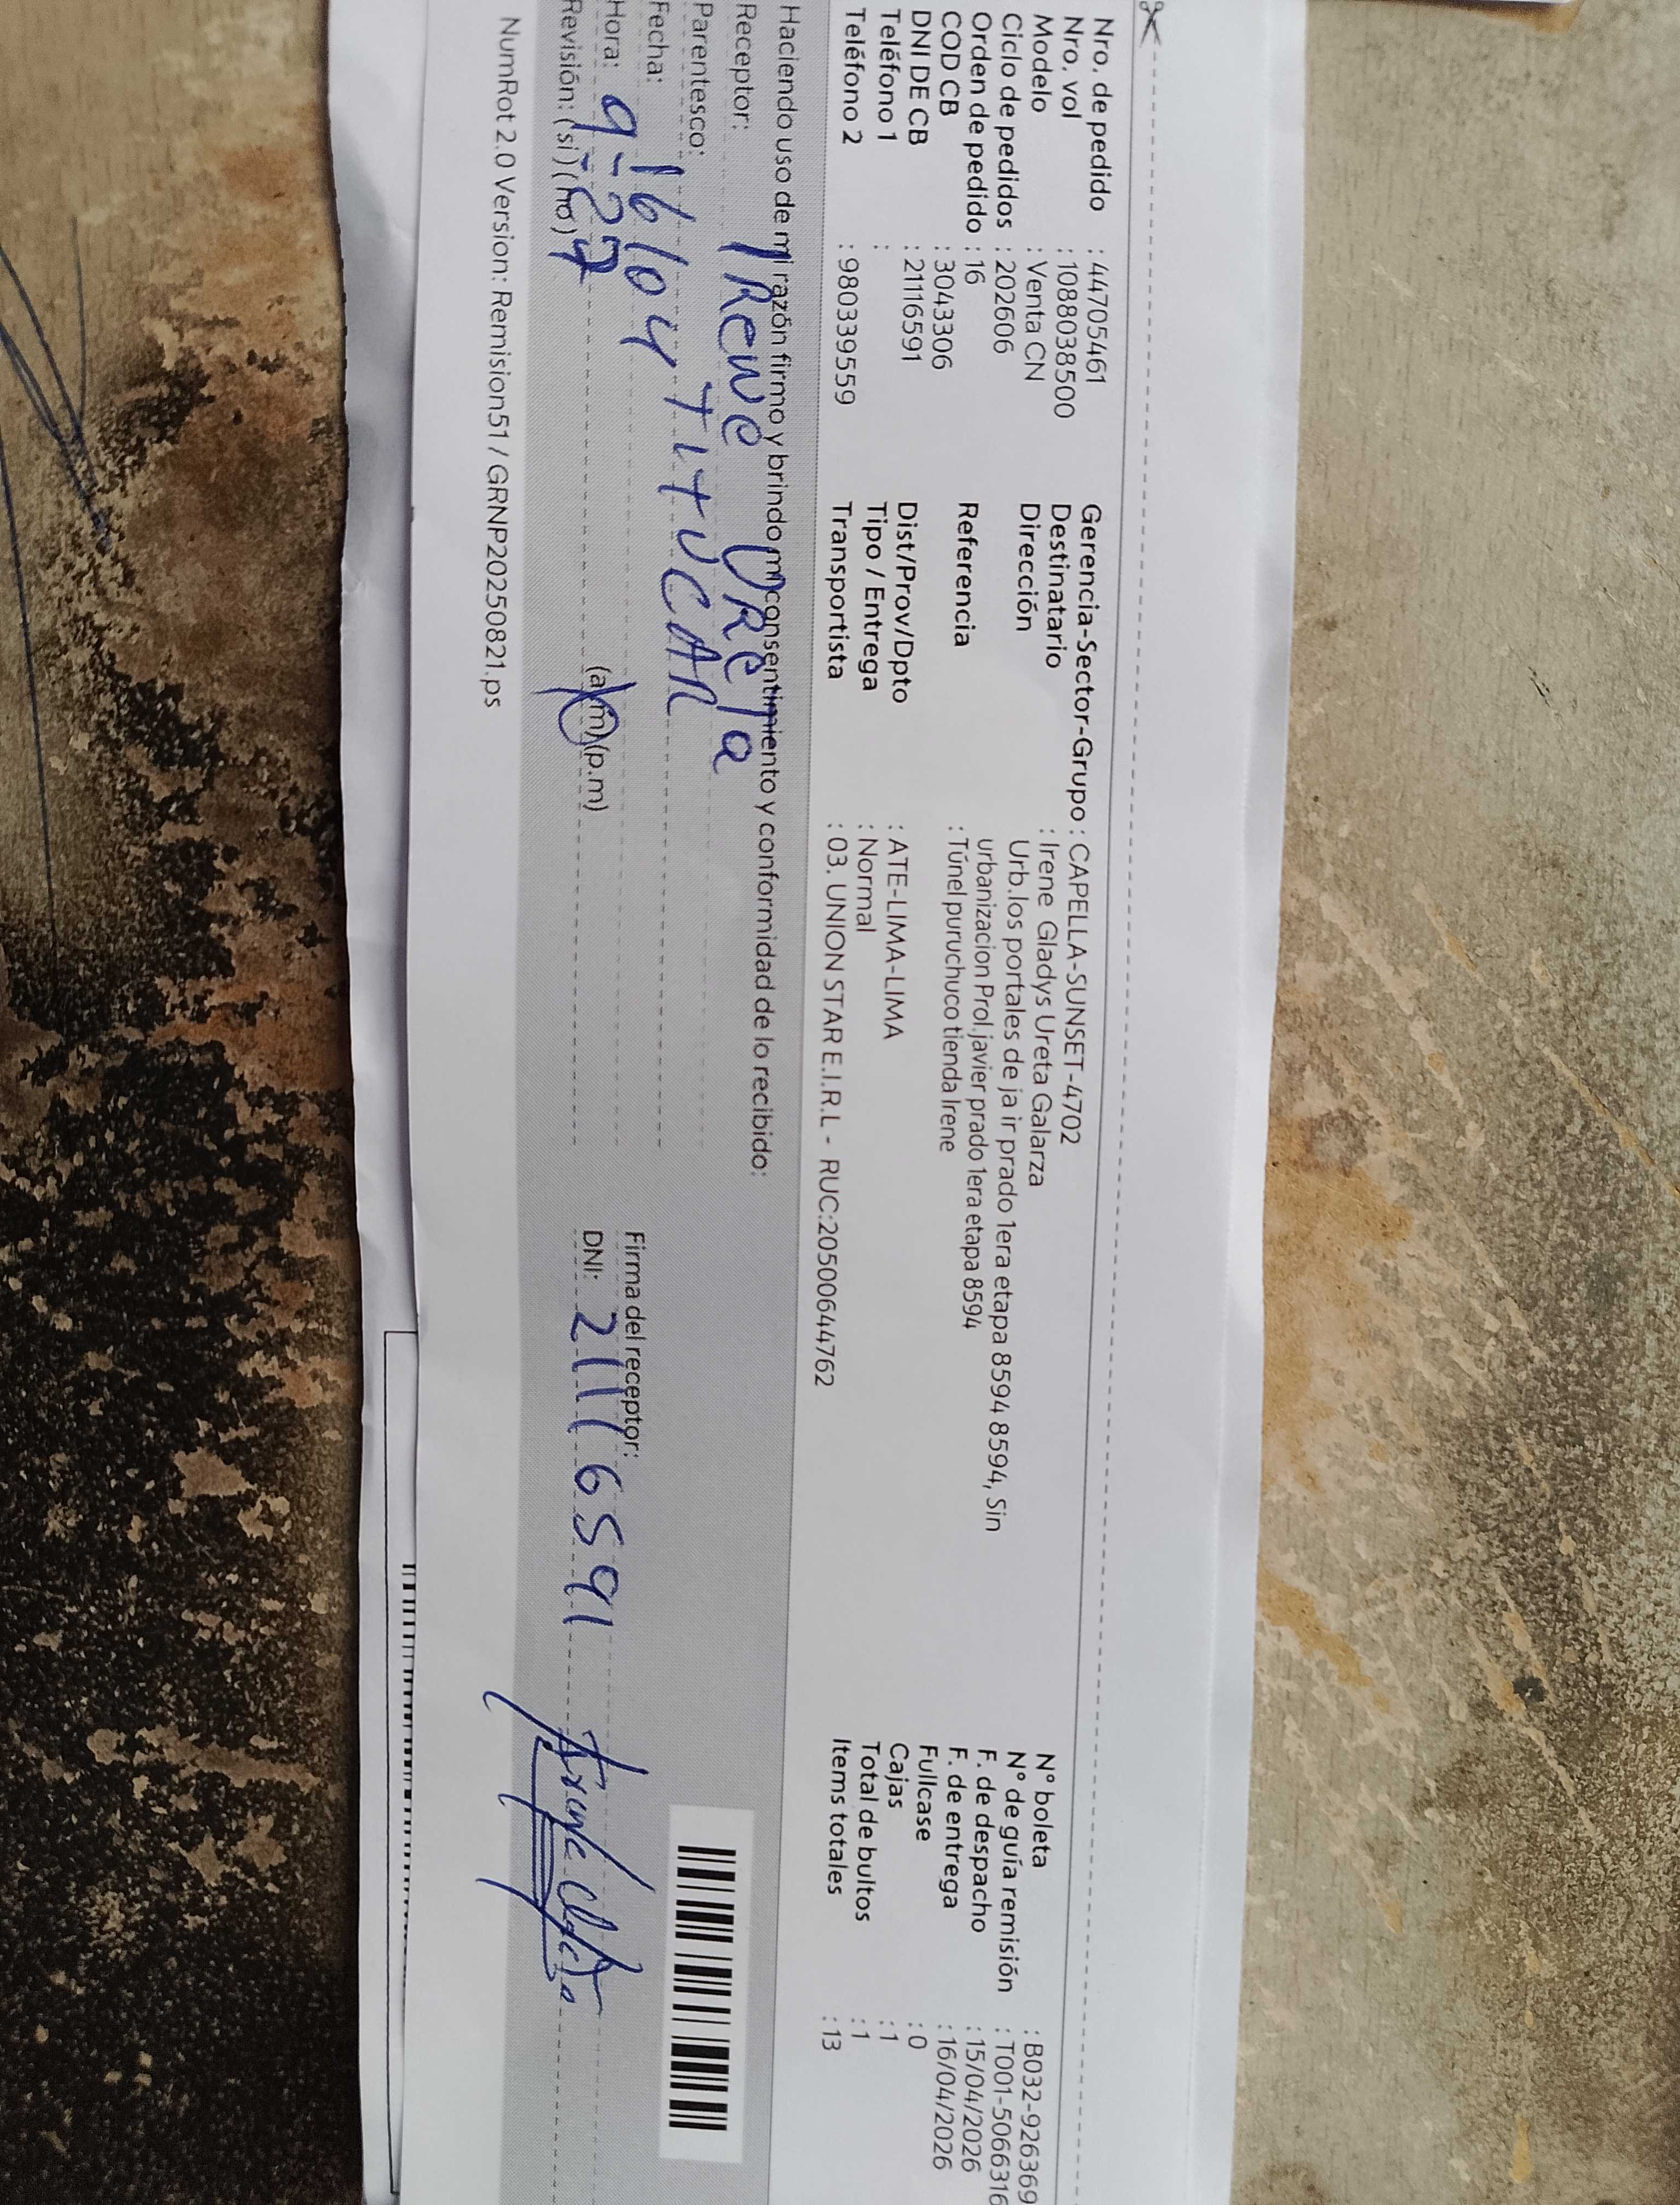 Nro. de pedido : 44705461
Nro. vol : 1088038500
Modelo : Venta CN
Ciclo de pedidos : 202606
Orden de pedido : 16
COD CB : 3043306
DNI DE CB : 21116591
Teléfono 1 :
Teléfono 2 : 980339559
Gerencia-Sector-Grupo : CAPELLA-SUNSET-4702
Destinatario : Irene Gladys Ureta Galarza
Dirección Urb.los portales de ja ir prado 1era etapa 8594 8594, Sin
urbanizacion Prol.javier prado 1era etapa 8594
Referencia : Túnel puruchuco tienda Irene
Dist/Prov/Dpto : ATE-LIMA-LIMA
Tipo / Entrega : Normal
Transportista : 03. UNION STAR E.I.R.L - RUC:20500644762
N° boleta : B032-926369
N° de guía remisión : T001-5066316
F. de despacho : 15/04/2026
F. de entrega : 16/04/2026
Fullcase : 0
Cajas : 1
Total de bultos : 1
Items totales : 13
Haciendo uso de mi razón firmo y brindo mi consentimiento y conformidad de lo recibido:
Receptor: IRENE URETA
Parentesco: TITUCAR
Fecha: 16/04
Hora: 9-27 (a.m)(p.m)
Revisión: (si) (no)
Firma del receptor:
DNI: 21116591
NumRot 2.0 Version: Remision51 / GRNP20250821.ps